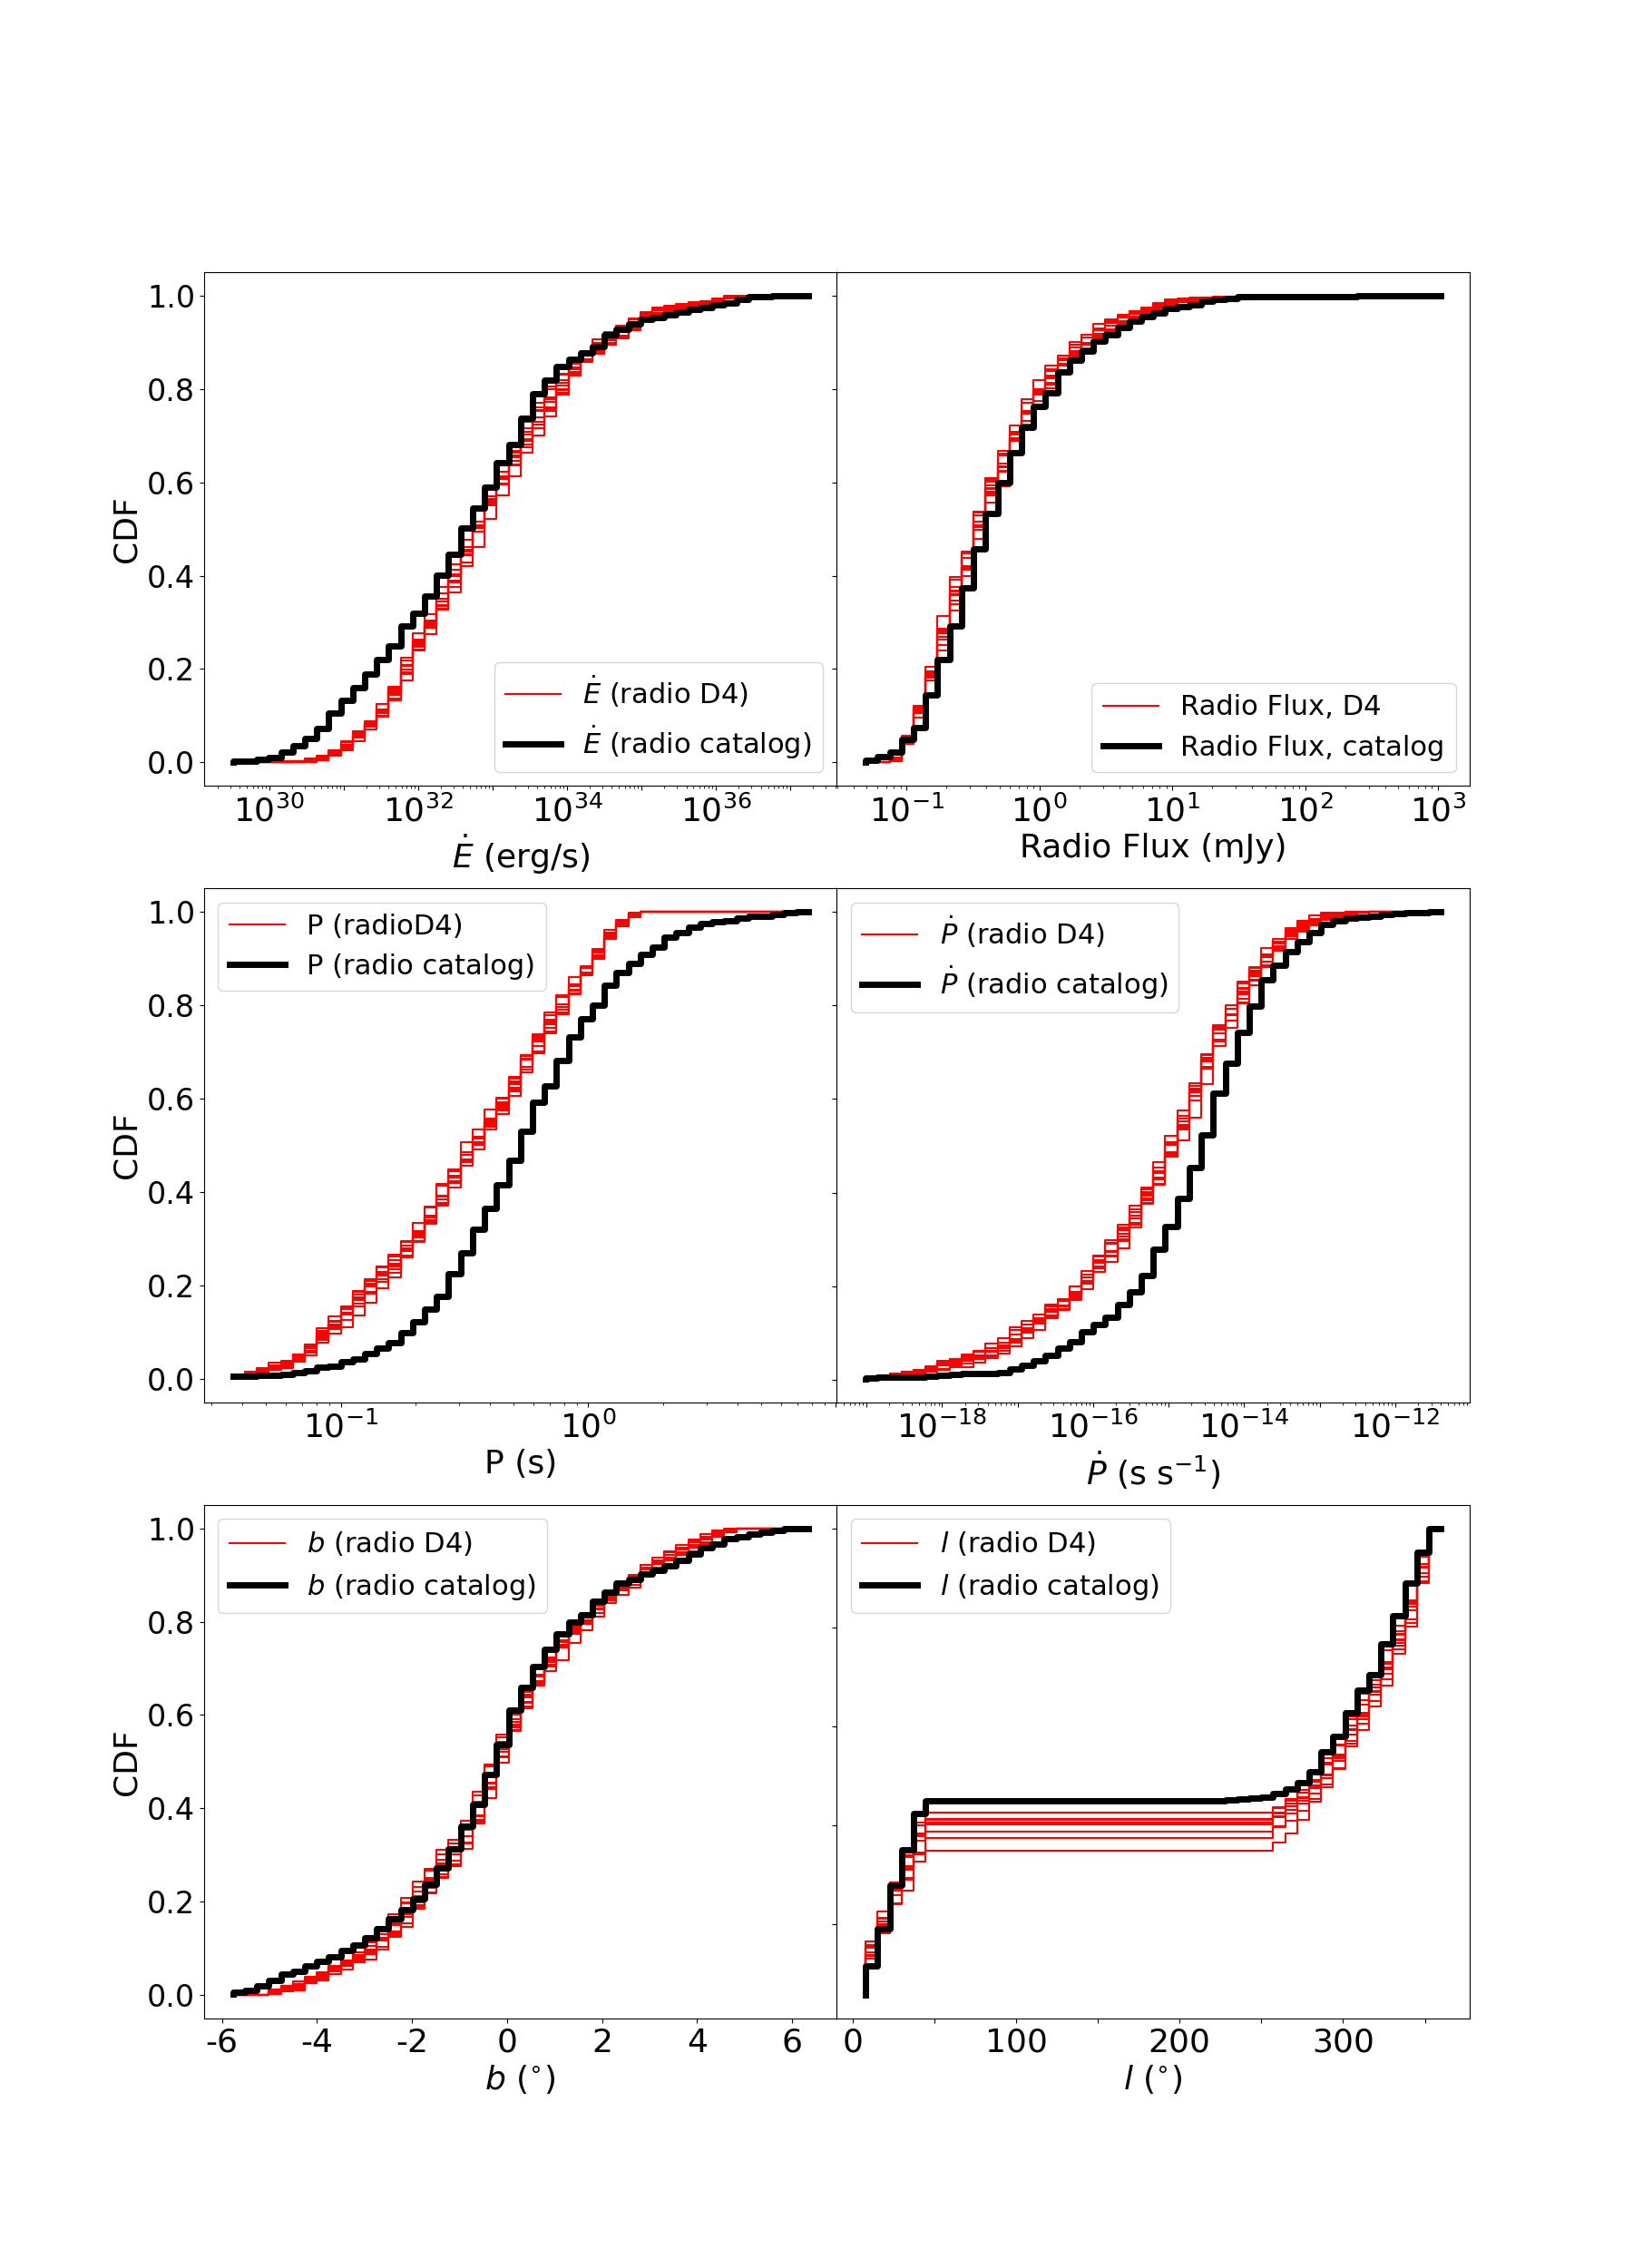 1.0
0.8
0.6
0.4
0.2
0.0
CDF
Ė (radio D4)
Ė (radio catalog)
10^30 10^32 10^34 10^36
Ė (erg/s)
Radio Flux, D4
Radio Flux, catalog
10^−1 10^0 10^1 10^2 10^3
Radio Flux (mJy)
1.0
0.8
0.6
0.4
0.2
0.0
CDF
P (radioD4)
P (radio catalog)
10^−1 10^0
P (s)
Ṗ (radio D4)
Ṗ (radio catalog)
10^−18 10^−16 10^−14 10^−12
Ṗ (s s^−1)
1.0
0.8
0.6
0.4
0.2
0.0
CDF
b (radio D4)
b (radio catalog)
-6 -4 -2 0 2 4 6
b (°)
l (radio D4)
l (radio catalog)
0 100 200 300
l (°)